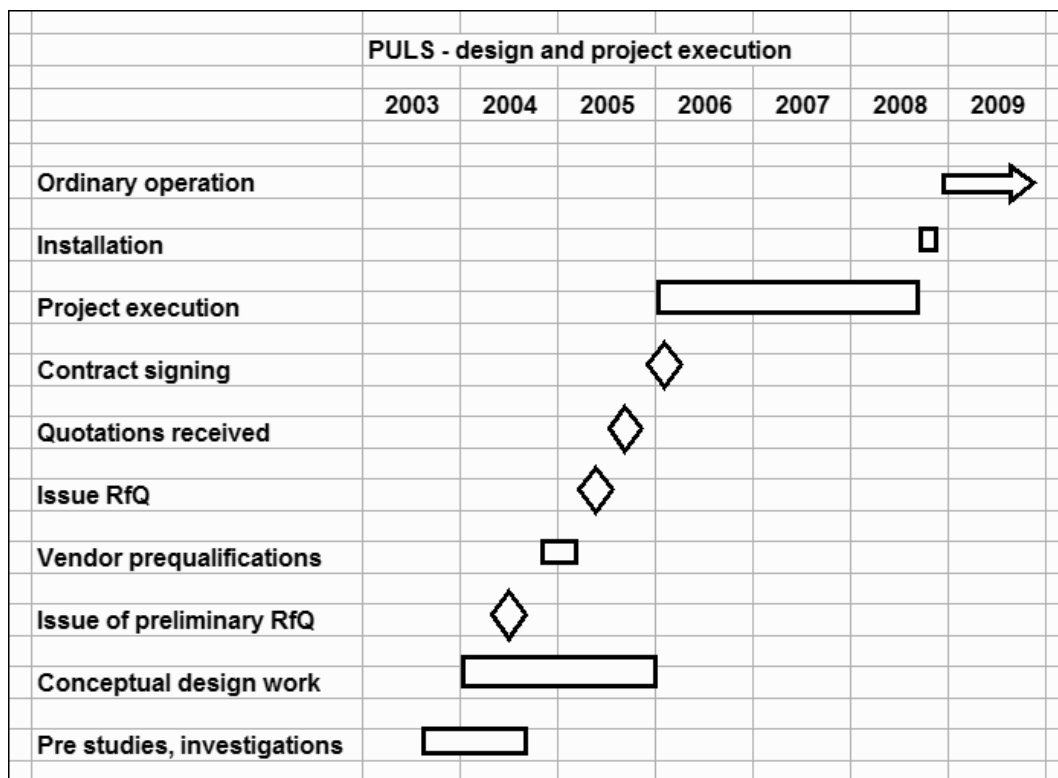 PULS - design and project execution
2003 2004 2005 2006 2007 2008 2009
Ordinary operation
Installation
Project execution
Contract signing
Quotations received
Issue RfQ
Vendor prequalifications
Issue of preliminary RfQ
Conceptual design work
Pre studies, investigations